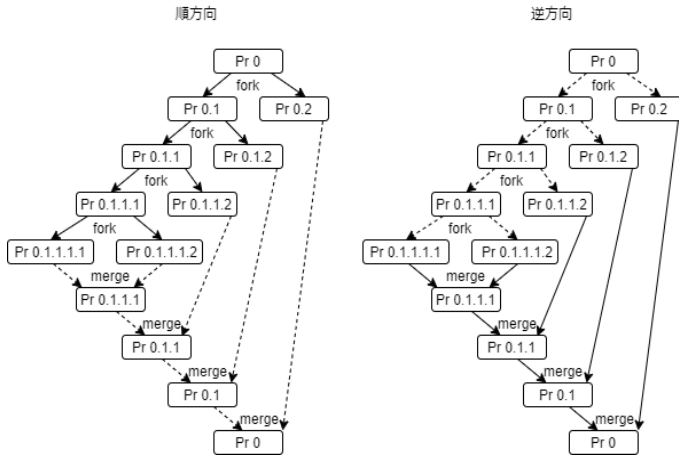 順方向
Pr 0
fork
Pr 0.1
Pr 0.2
fork
Pr 0.1.1
Pr 0.1.2
fork
Pr 0.1.1.1
Pr 0.1.1.2
fork
Pr 0.1.1.1.1
Pr 0.1.1.1.2
merge
Pr 0.1.1.1
merge
Pr 0.1.1
merge
Pr 0.1
merge
Pr 0
逆方向
Pr 0
fork
Pr 0.1
Pr 0.2
fork
Pr 0.1.1
Pr 0.1.2
fork
Pr 0.1.1.1
Pr 0.1.1.2
fork
Pr 0.1.1.1.1
Pr 0.1.1.1.2
merge
Pr 0.1.1.1
merge
Pr 0.1.1
merge
Pr 0.1
merge
Pr 0